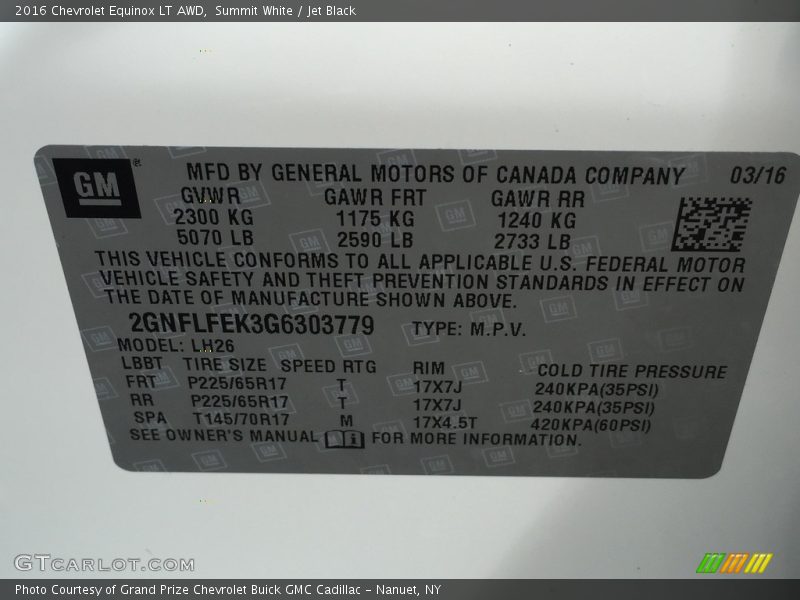 2016 Chevrolet Equinox LT AWD,  Summit White / Jet Black
GM ®
MFD BY GENERAL MOTORS OF CANADA COMPANY 03/16
GVWR GAWR FRT GAWR RR
2300 KG 1175 KG 1240 KG
5070 LB 2590 LB 2733 LB
THIS VEHICLE CONFORMS TO ALL APPLICABLE U.S. FEDERAL MOTOR
VEHICLE SAFETY AND THEFT PREVENTION STANDARDS IN EFFECT ON
THE DATE OF MANUFACTURE SHOWN ABOVE.
2GNFLFEK3G6303779 TYPE: M.P.V.
MODEL: LH26
LBBT TIRE SIZE SPEED RTG RIM COLD TIRE PRESSURE
FRT P225/65R17 T 17X7J 240KPA(35PSI)
RR P225/65R17 T 17X7J 240KPA(35PSI)
SPA T145/70R17 M 17X4.5T 420KPA(60PSI)
SEE OWNER'S MANUAL i FOR MORE INFORMATION.
GTCARLOT.COM
Photo Courtesy of Grand Prize Chevrolet Buick GMC Cadillac – Nanuet, NY